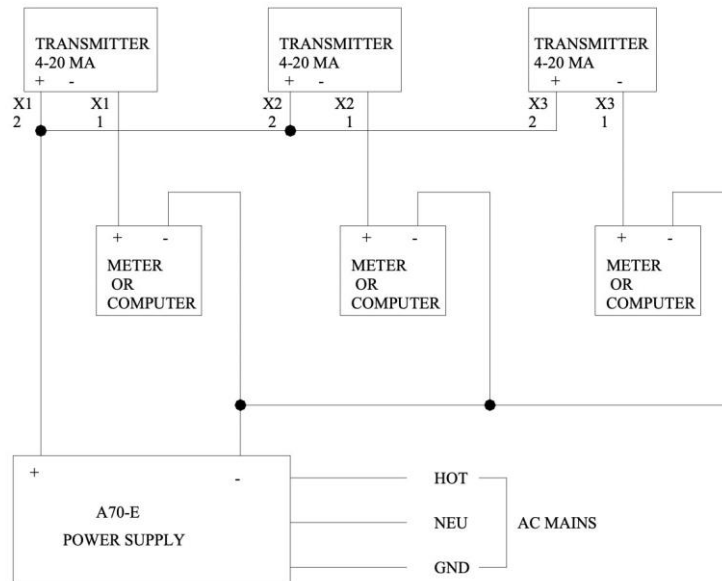 TRANSMITTER
4-20 MA
+ -
TRANSMITTER
4-20 MA
+ -
TRANSMITTER
4-20 MA
+ -
X1 X1
2 1
X2 X2
2 1
X3 X3
2 1
+ -
METER
OR
COMPUTER
+ -
METER
OR
COMPUTER
+ -
METER
OR
COMPUTER
+ -
A70-E
POWER SUPPLY
HOT
NEU
GND
AC MAINS